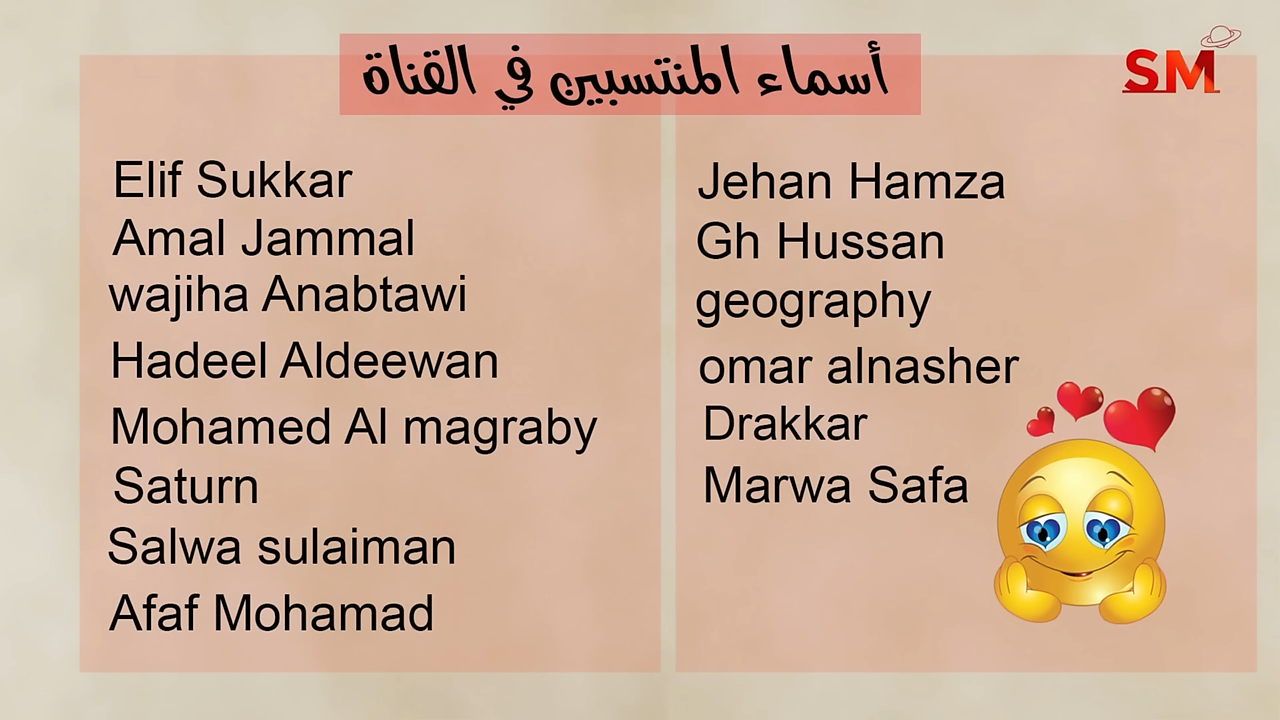 أسماء المنتسبين في القناة
SM
Elif Sukkar
Amal Jammal
wajiha Anabtawi
Hadeel Aldeewan
Mohamed Al magraby
Saturn
Salwa sulaiman
Afaf Mohamad
Jehan Hamza
Gh Hussan
geography
omar alnasher
Drakkar
Marwa Safa